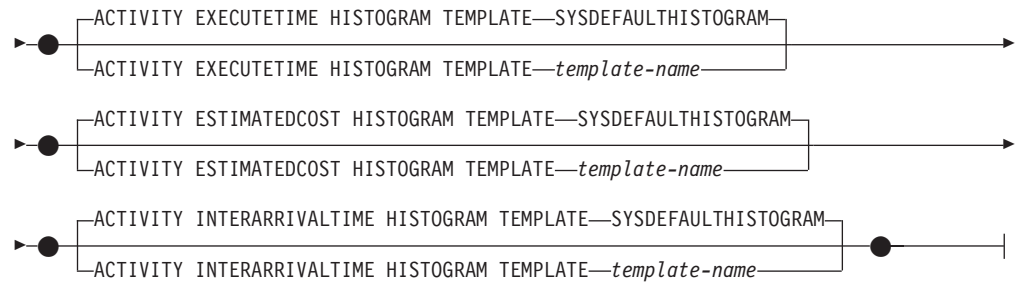 ACTIVITY EXECUTETIME HISTOGRAM TEMPLATE SYSDEFAULTHISTOGRAM
ACTIVITY EXECUTETIME HISTOGRAM TEMPLATE template-name
ACTIVITY ESTIMATEDCOST HISTOGRAM TEMPLATE SYSDEFAULTHISTOGRAM
ACTIVITY ESTIMATEDCOST HISTOGRAM TEMPLATE template-name
ACTIVITY INTERARRIVALTIME HISTOGRAM TEMPLATE SYSDEFAULTHISTOGRAM
ACTIVITY INTERARRIVALTIME HISTOGRAM TEMPLATE template-name